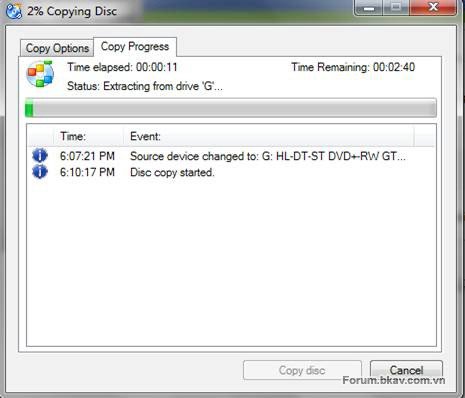 2% Copying Disc
Copy Options
Copy Progress
Time elapsed: 00:00:11
Time Remaining: 00:02:40
Status: Extracting from drive 'G'...
Time:
Event:
6:07:21 PM
Source device changed to: G: HL-DT-ST DVD+-RW GT...
6:10:17 PM
Disc copy started.
Copy disc
Cancel
Forum.bkav.com.vn